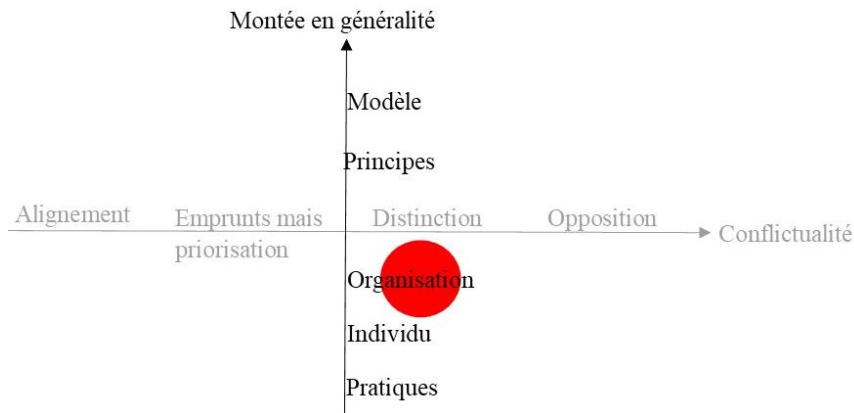 Montée en généralité
Modèle
Principes
Alignement
Emprunts mais
priorisation
Distinction
Opposition
Conflictualité
Organisation
Individu
Pratiques